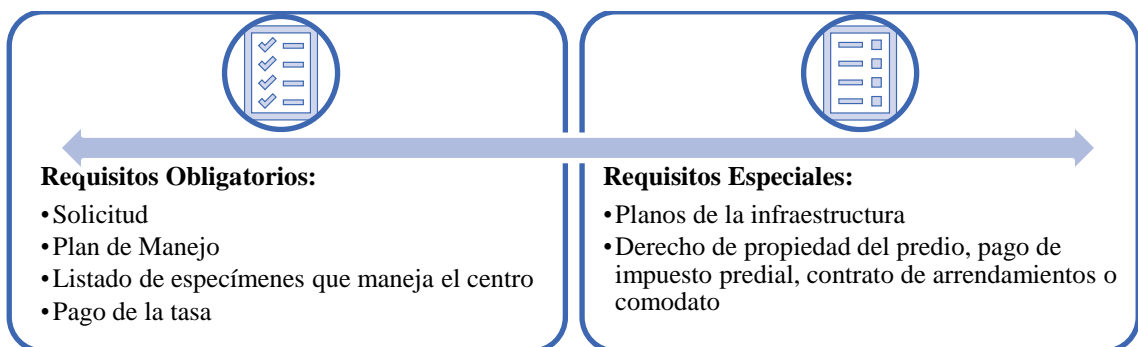 Requisitos Obligatorios:
•Solicitud
•Plan de Manejo
•Listado de especímenes que maneja el centro
•Pago de la tasa
Requisitos Especiales:
•Planos de la infraestructura
•Derecho de propiedad del predio, pago de
impuesto predial, contrato de arrendamientos o
comodato